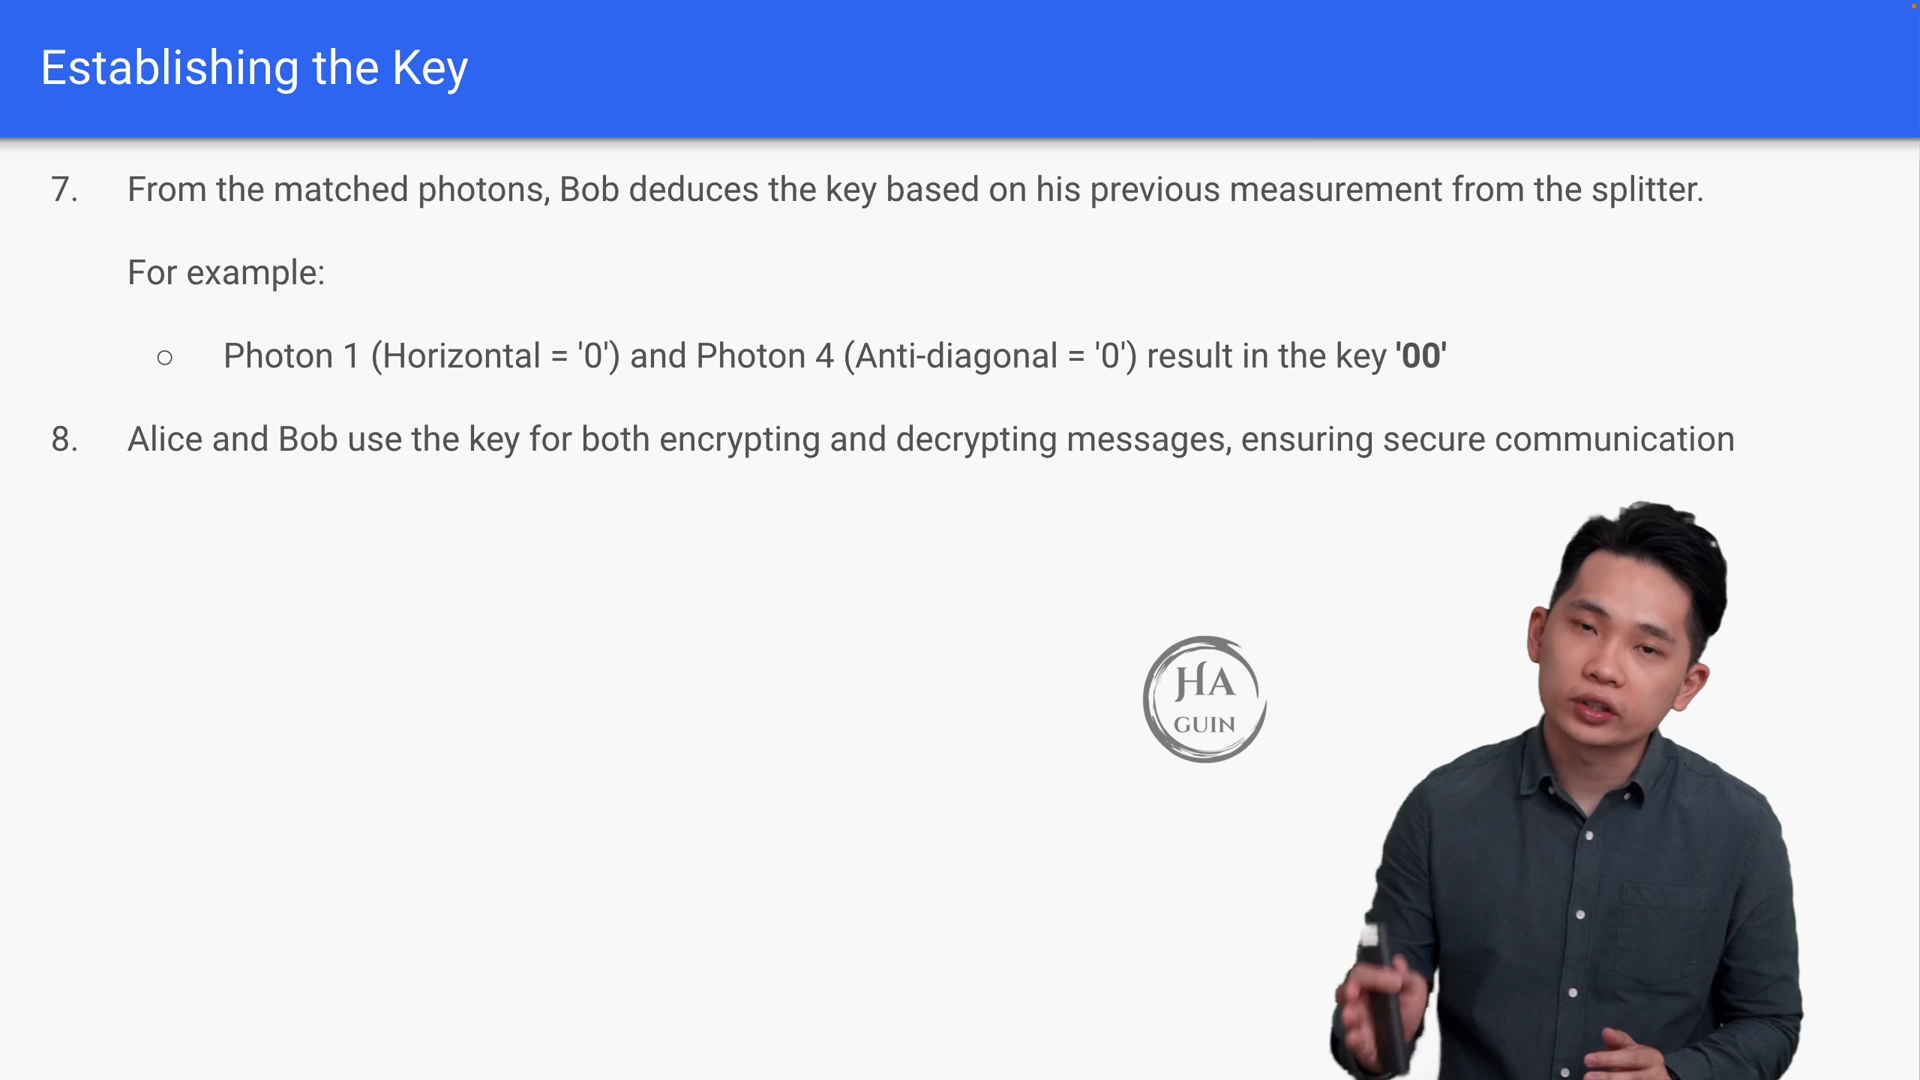 Establishing the Key
7. From the matched photons, Bob deduces the key based on his previous measurement from the splitter.
For example:
○ Photon 1 (Horizontal = '0') and Photon 4 (Anti-diagonal = '0') result in the key '00'
8. Alice and Bob use the key for both encrypting and decrypting messages, ensuring secure communication
HA
GUIN